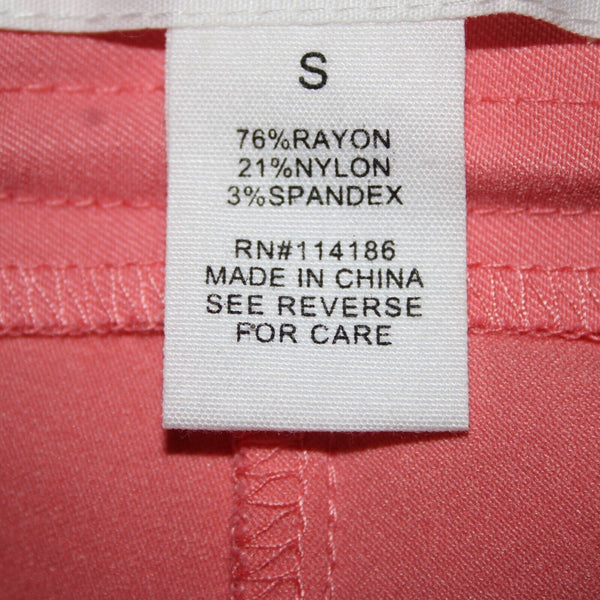 S
76%RAYON
21%NYLON
3%SPANDEX
RN#114186
MADE IN CHINA
SEE REVERSE
FOR CARE